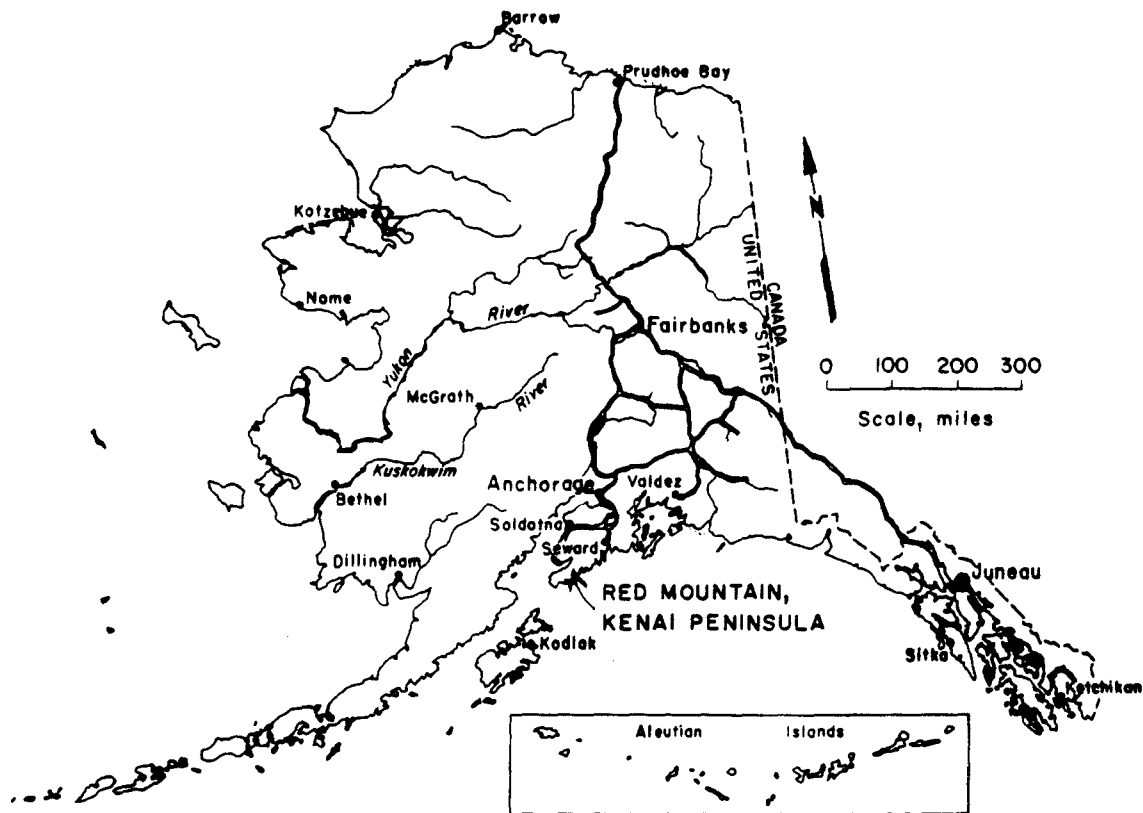 Barrow
Prudhoe Bay
N
Kotzebue
UNITED STATES
CANADA
Nome
River
Fairbanks
Yukon
0 100 200 300
Scale, miles
McGrath
River
Kuskokwim
Bethel
Anchorage
Valdez
Soldotna
Seward
Dillingham
Juneau
RED MOUNTAIN,
KENAI PENINSULA
Kodiak
Sitka
Ketchikan
Aleutian Islands